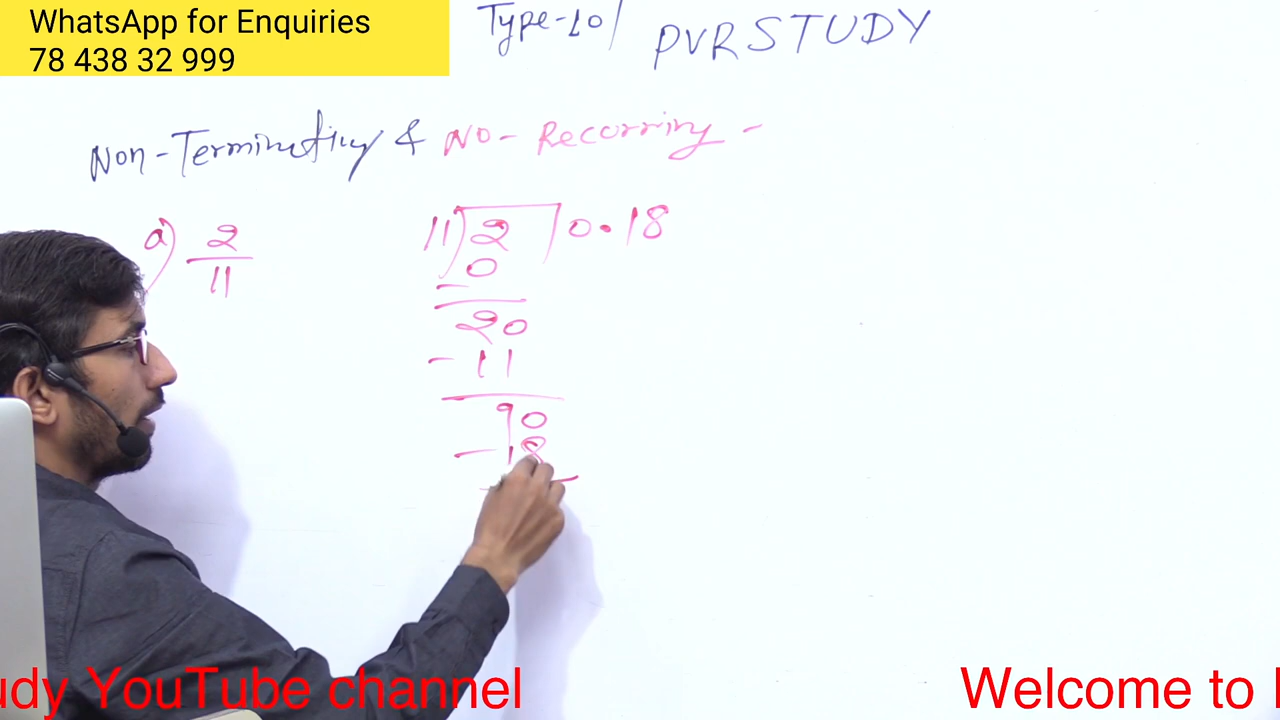 WhatsApp for Enquiries
78 438 32 999
Type-10/
PVRSTUDY
Non-Terminating & No-Recorring -
a) 2
11
11) 2 ) 0.18
0
-
20
- 11
90
- 18
udy YouTube channel
Welcome to